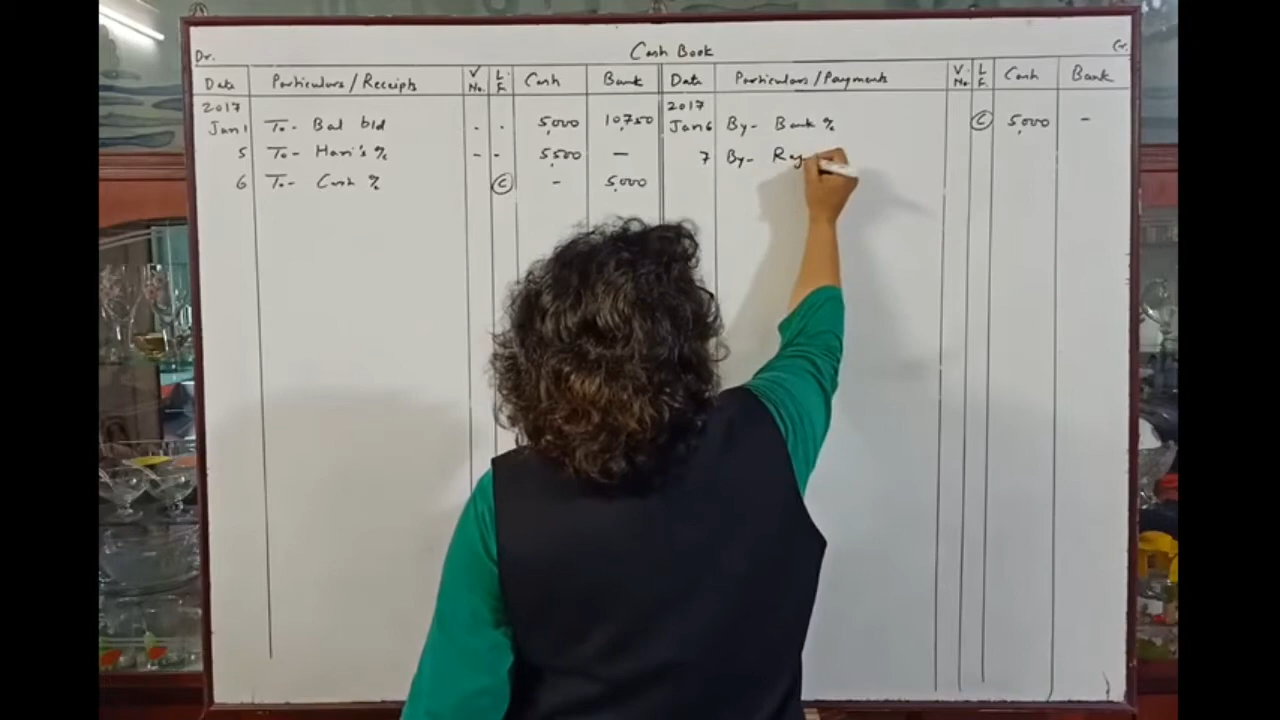 Cash Book
Dr. Cr.
Date Particulars/Receipts V. No. L. F. Cash Bank Date Particulars/Payments V. No. L. F. Cash Bank
2017 2017
Jan 1 To- Bal b/d - - 5,000 10,750 Jan 6 By- Bank % C 5,000 -
5 To- Hari's % - - 5,500 - 7 By-
6 To- Cash % C - 5,000